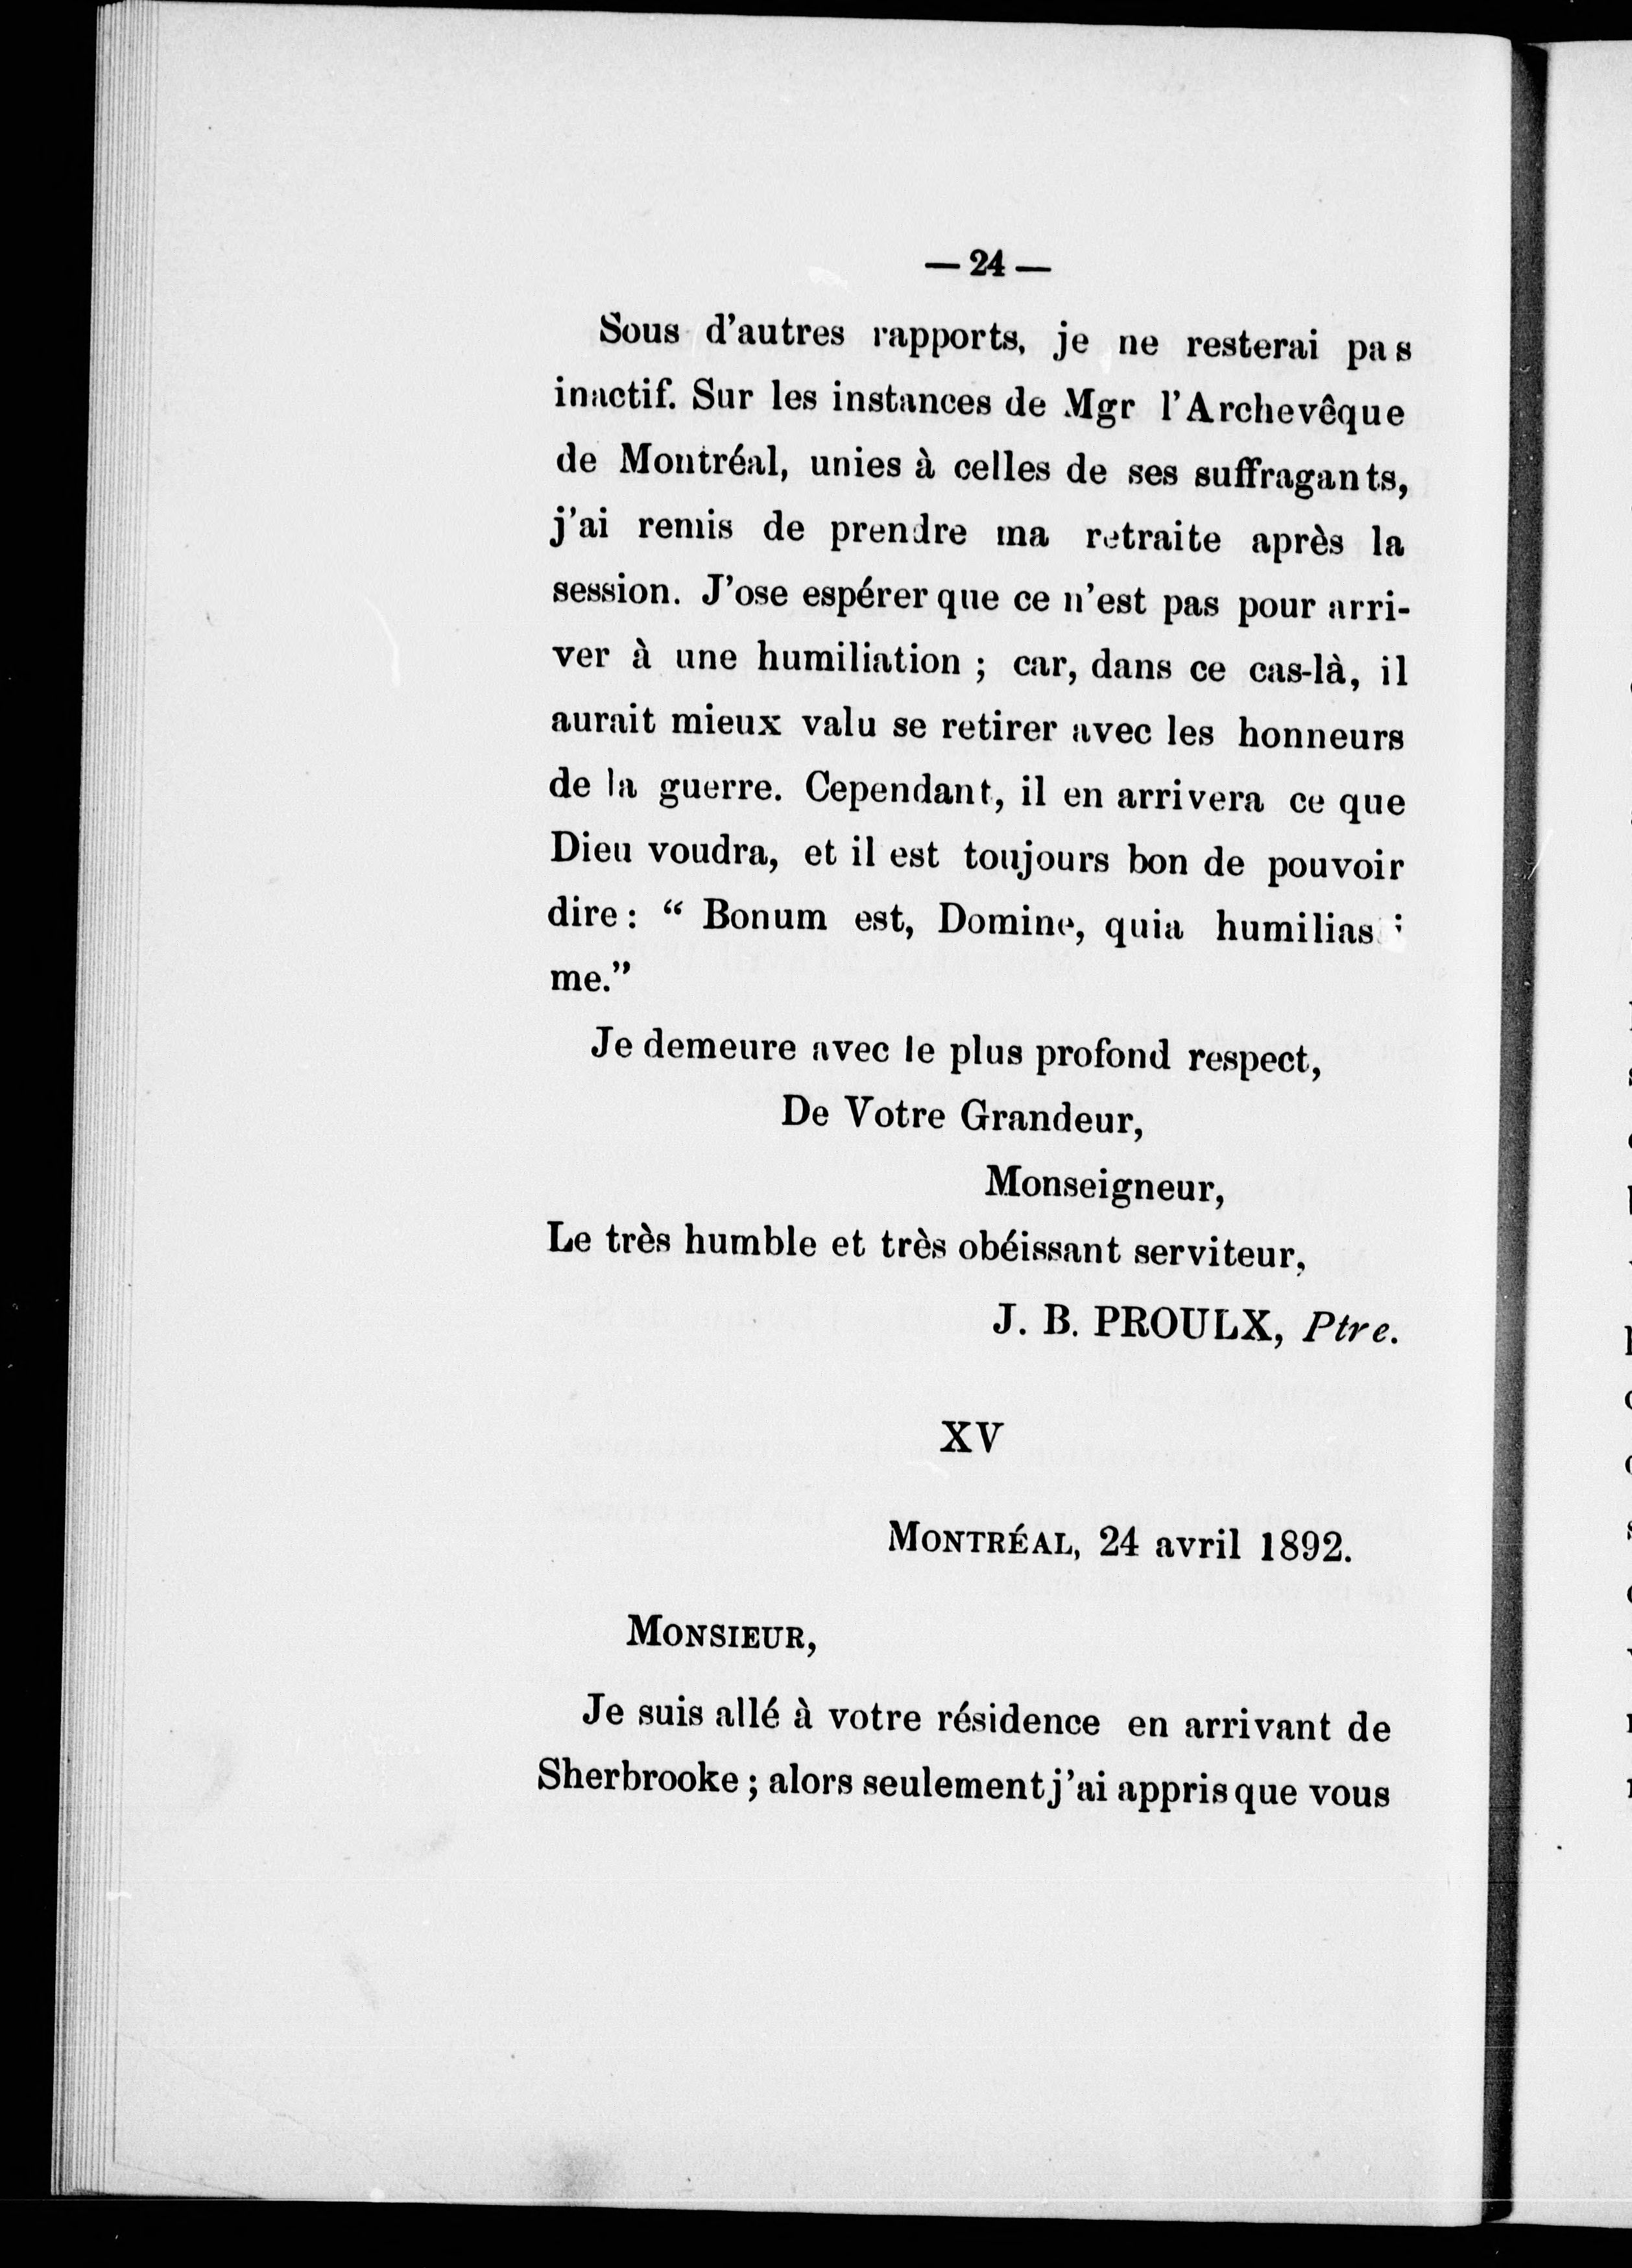 — 24 —
Sous d'autres rapports, je ne resterai pas
inactif. Sur les instances de Mgr l'Archevêque
de Montréal, unies à celles de ses suffragants,
j'ai remis de prendre ma retraite après la
session. J'ose espérer que ce n'est pas pour arri-
ver à une humiliation ; car, dans ce cas-là, il
aurait mieux valu se retirer avec les honneurs
de la guerre. Cependant, il en arrivera ce que
Dieu voudra, et il est toujours bon de pouvoir
dire : “ Bonum est, Domine, quia
me.”
Je demeure avec le plus profond respect,
De Votre Grandeur,
Monseigneur,
Le très humble et très obéissant serviteur,
J. B. PROULX, Ptre.
XV
MONTRÉAL, 24 avril 1892.
MONSIEUR,
Je suis allé à votre résidence en arrivant de
Sherbrooke ; alors seulement j'ai appris que vous